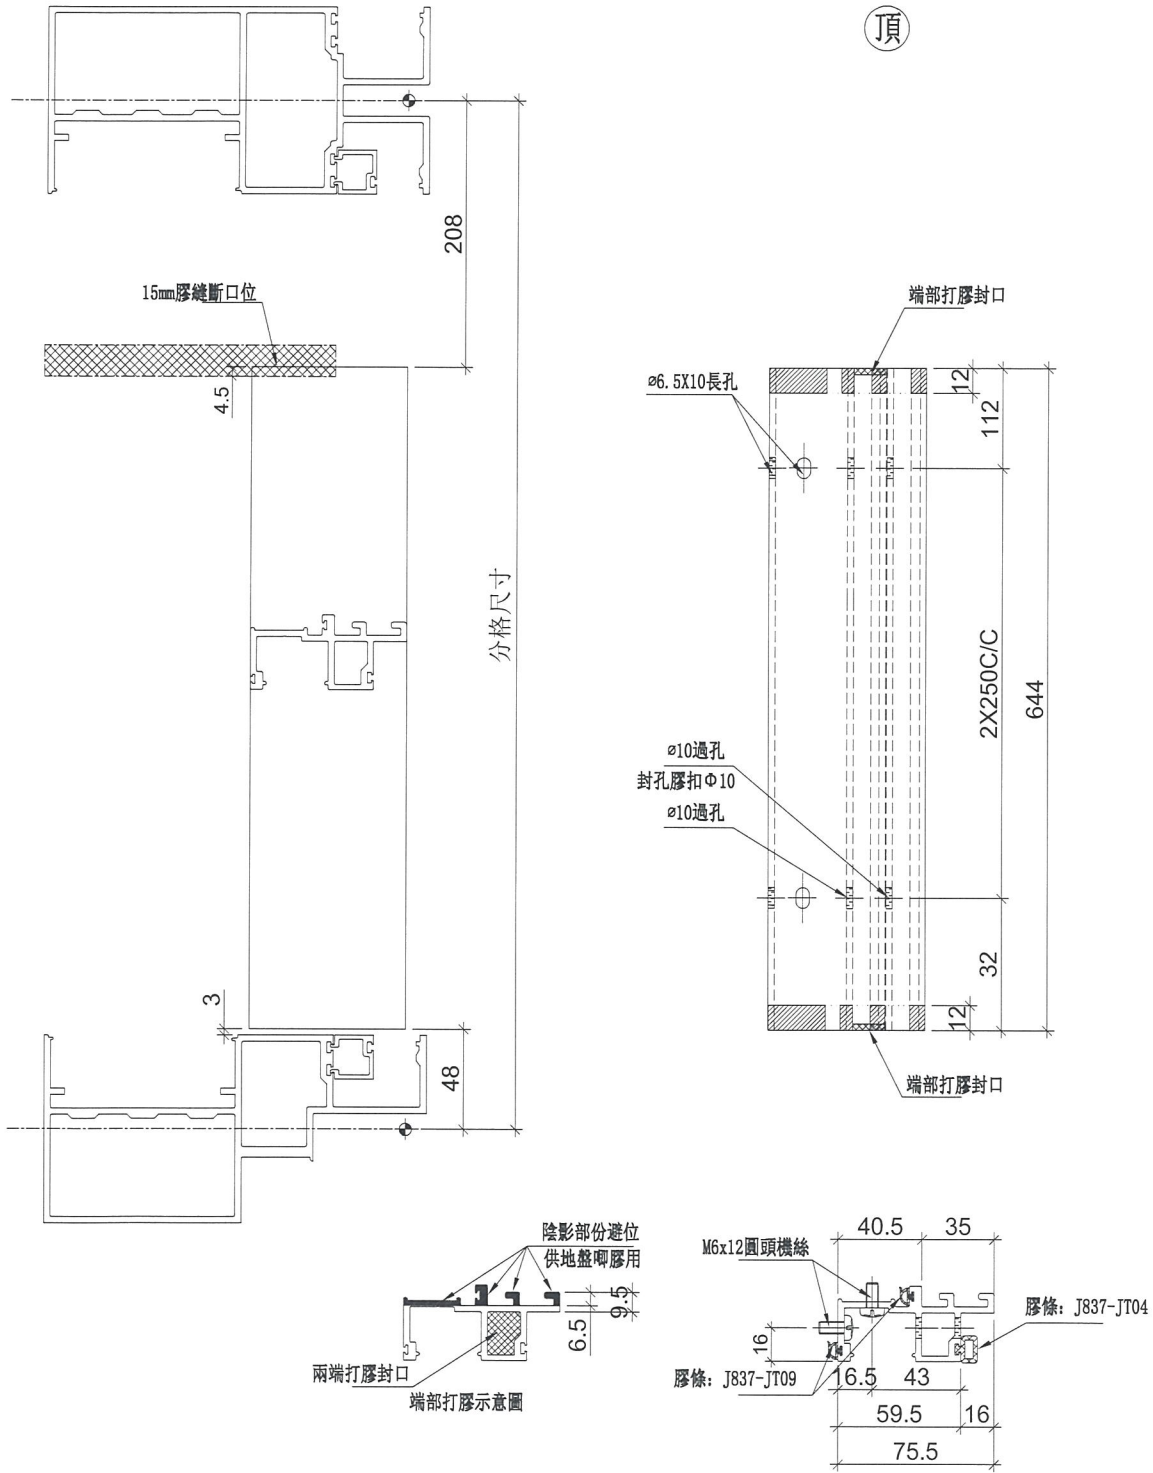 頂
208
15mm膠縫斷口位
4.5
分格尺寸
3
48
端部打膠封口
ø6.5X10長孔
12
112
2X250C/C
644
ø10過孔
封孔膠扣Φ10
ø10過孔
32
12
端部打膠封口
陰影部份避位
供地盤唧膠用
9.5
6.5
兩端打膠封口
端部打膠示意圖
40.5
35
M6x12圓頭機絲
膠條: J837-JT04
16
膠條: J837-JT09
16.5
43
59.5
16
75.5